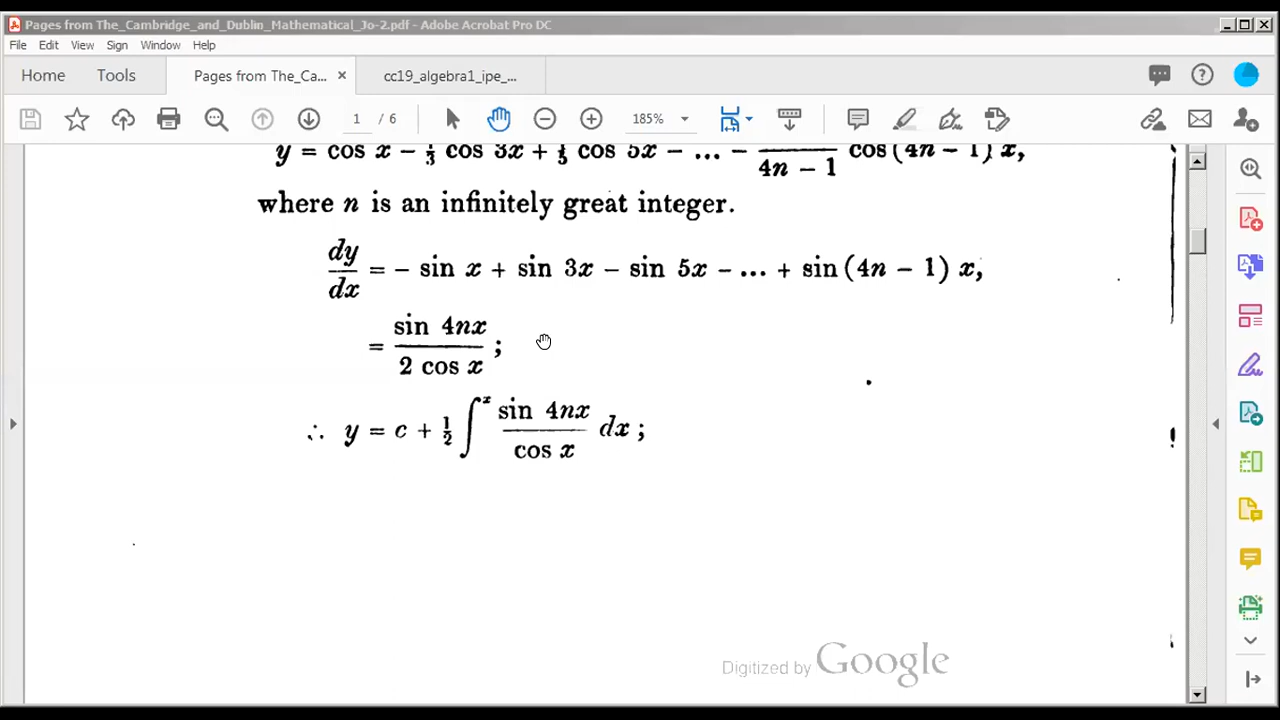 Pages from The_Cambridge_and_Dublin_Mathematical_Jo-2.pdf - Adobe Acrobat Pro DC
File Edit View Sign Window Help
Home Tools Pages from The_Ca... × cc19_algebra1_ipe_...
1 / 6 185%
y = cos x − ⅓ cos 3x + ⅕ cos 5x − ... − 1/(4n − 1) cos (4n − 1) x,
where n is an infinitely great integer.
dy/dx = − sin x + sin 3x − sin 5x − ... + sin (4n − 1) x,
= sin 4nx / 2 cos x ;
∴ y = c + ½ ∫^x sin 4nx / cos x dx ;
Digitized by Google